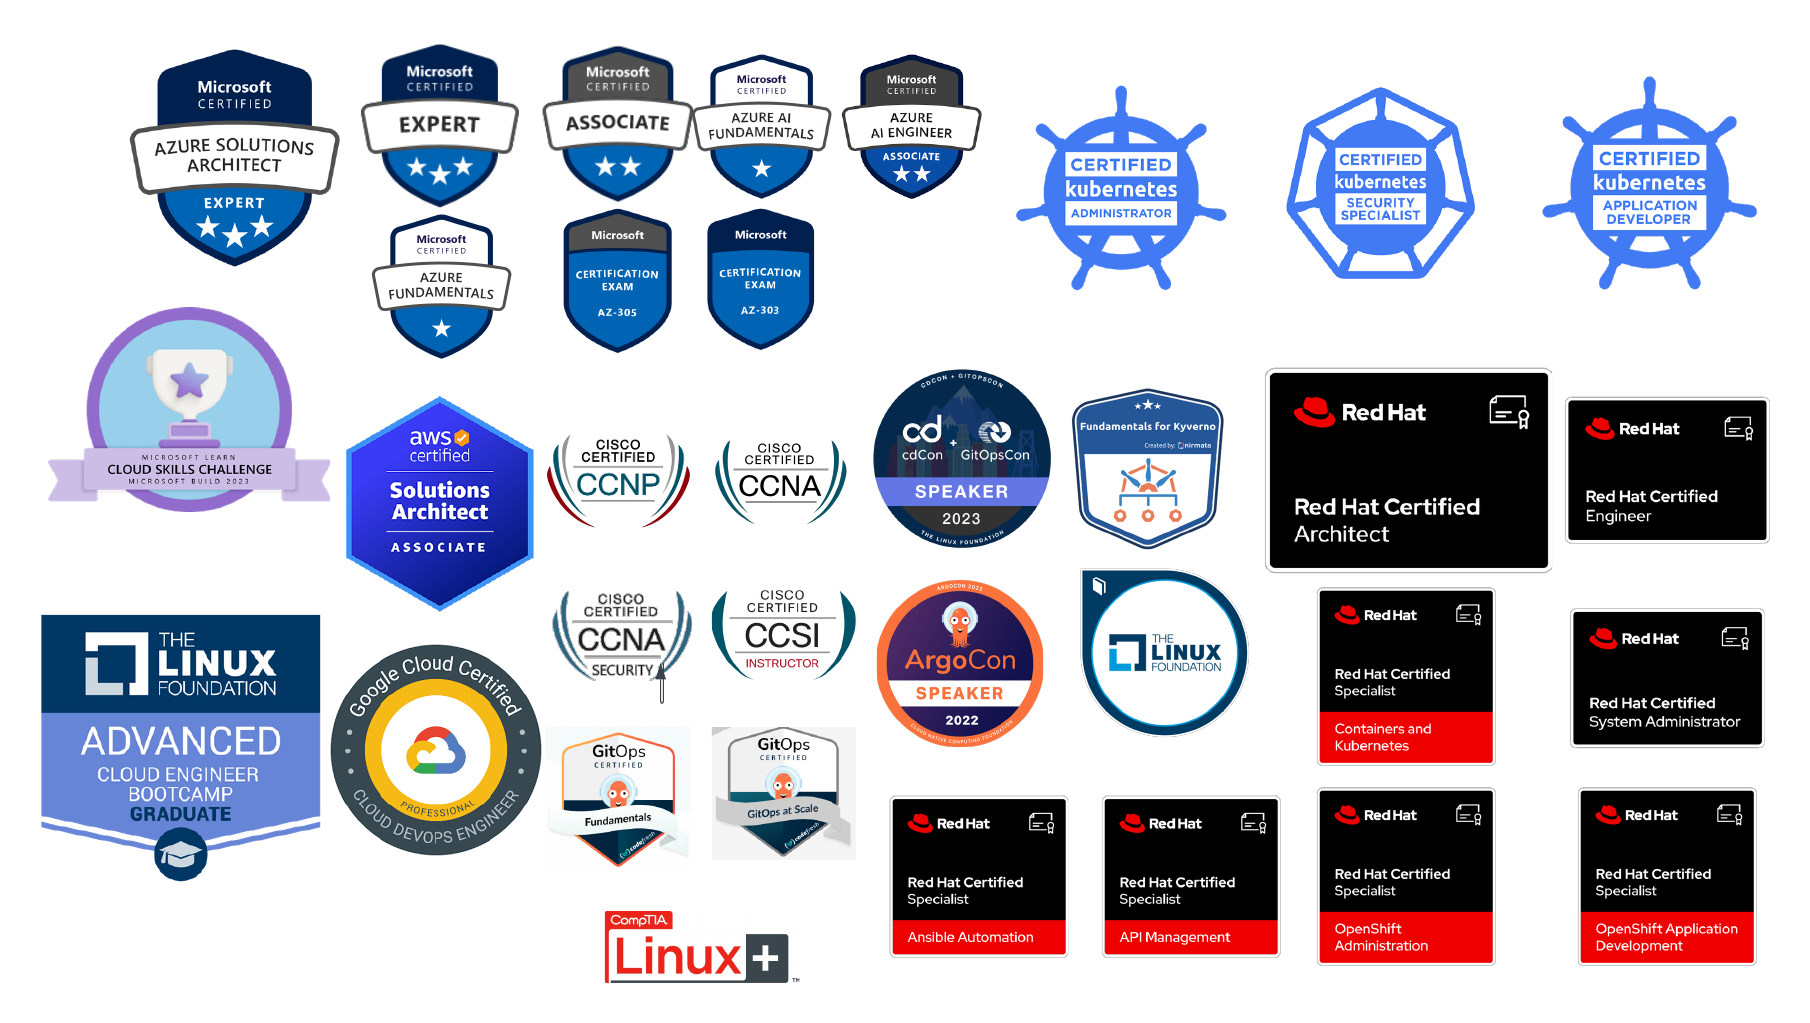 Microsoft
CERTIFIED
AZURE SOLUTIONS
ARCHITECT
EXPERT
Microsoft
CERTIFIED
EXPERT
Microsoft
CERTIFIED
ASSOCIATE
Microsoft
CERTIFIED
AZURE AI
FUNDAMENTALS
Microsoft
CERTIFIED
AZURE
AI ENGINEER
ASSOCIATE
Microsoft
CERTIFIED
AZURE
FUNDAMENTALS
Microsoft
CERTIFICATION
EXAM
AZ-305
Microsoft
CERTIFICATION
EXAM
AZ-303
CERTIFIED
kubernetes
ADMINISTRATOR
CERTIFIED
kubernetes
SECURITY
SPECIALIST
CERTIFIED
kubernetes
APPLICATION
DEVELOPER
MICROSOFT LEARN
CLOUD SKILLS CHALLENGE
MICROSOFT BUILD 2023
aws
certified
Solutions
Architect
ASSOCIATE
CISCO
CERTIFIED
CCNP
CISCO
CERTIFIED
CCNA
CDCON + GITOPSCON
cd
+
cdCon
GitOpsCon
SPEAKER
2023
THE LINUX FOUNDATION
Fundamentals for Kyverno
Created by: nirmata
Red Hat
Red Hat Certified
Architect
Red Hat
Red Hat Certified
Engineer
THE
LINUX
FOUNDATION
ADVANCED
CLOUD ENGINEER
BOOTCAMP
GRADUATE
Google Cloud Certified
PROFESSIONAL
CLOUD DEVOPS ENGINEER
CISCO
CERTIFIED
CCNA
SECURITY
CISCO
CERTIFIED
CCSI
INSTRUCTOR
ARGOCON 2022
ArgoCon
SPEAKER
2022
CLOUD NATIVE COMPUTING FOUNDATION
THE
LINUX
FOUNDATION
Red Hat
Red Hat Certified
Specialist
Containers and
Kubernetes
Red Hat
Red Hat Certified
System Administrator
GitOps
CERTIFIED
Fundamentals
codefresh
GitOps
CERTIFIED
GitOps at Scale
codefresh
Red Hat
Red Hat Certified
Specialist
Ansible Automation
Red Hat
Red Hat Certified
Specialist
API Management
Red Hat
Red Hat Certified
Specialist
OpenShift
Administration
Red Hat
Red Hat Certified
Specialist
OpenShift Application
Development
CompTIA.
Linux+
TM